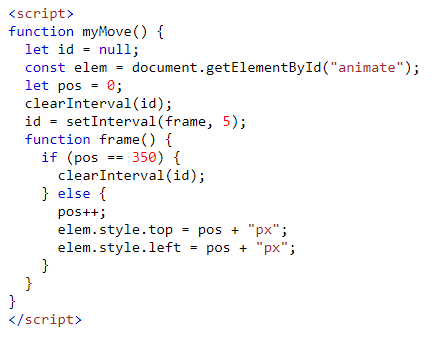 <script>
function myMove() {
  let id = null;
  const elem = document.getElementById("animate");
  let pos = 0;
  clearInterval(id);
  id = setInterval(frame, 5);
  function frame() {
    if (pos == 350) {
      clearInterval(id);
    } else {
      pos++;
      elem.style.top = pos + "px";
      elem.style.left = pos + "px";
    }
  }
}
</script>